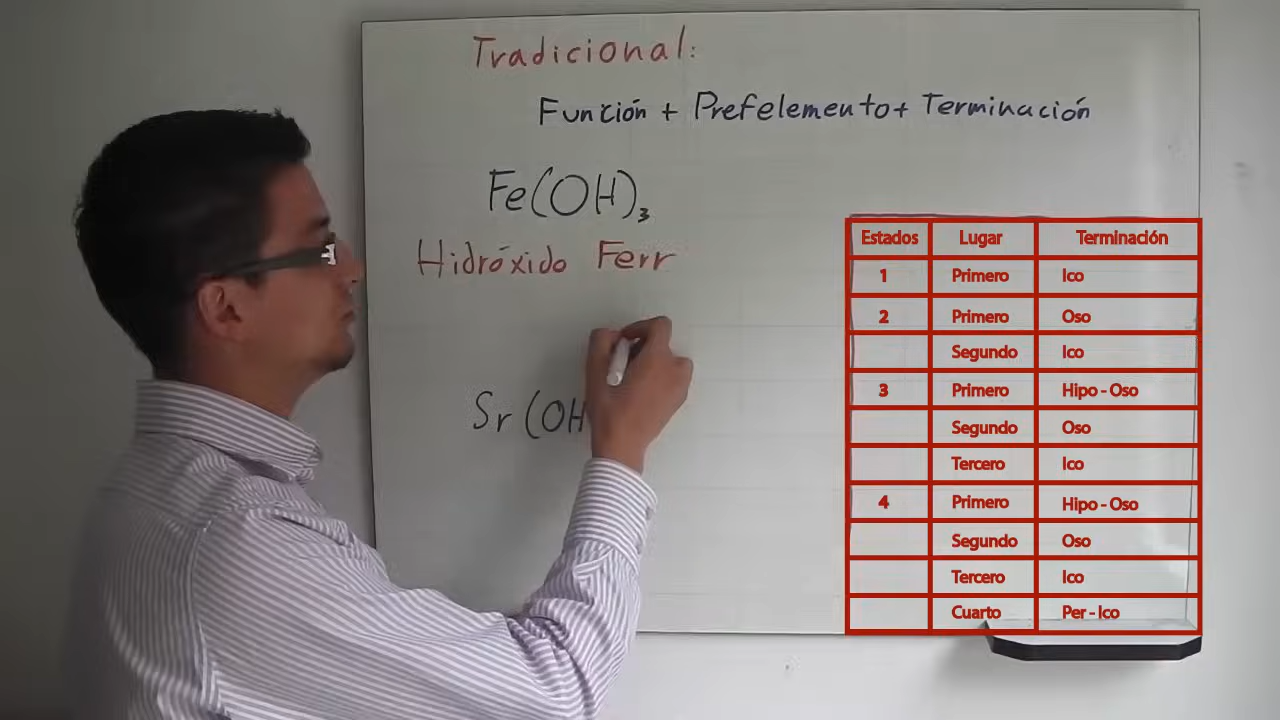 Tradicional:
Función + Prefelemento + Terminación
Fe(OH)₃
Hidróxido Ferr
Sr(OH
Estados Lugar Terminación
1 Primero Ico
2 Primero Oso
Segundo Ico
3 Primero Hipo - Oso
Segundo Oso
Tercero Ico
4 Primero Hipo - Oso
Segundo Oso
Tercero Ico
Cuarto Per - Ico